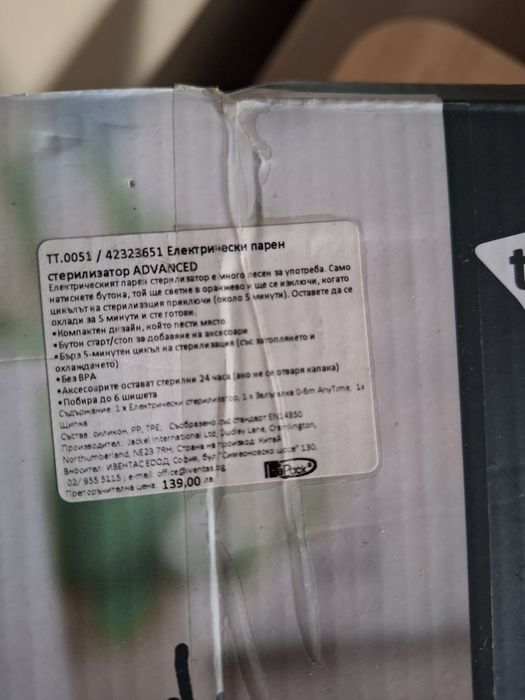 TT.0051 / 42323651 Електрически парен
стерилизатор ADVANCED
Електрическият парен стерилизатор е много лесен за употреба. Само
натиснете бутона, той ще светне в оранжево и ще се изключи, когато
цикълът на стерилизация приключи (около 5 минути). Оставете да се
охлади за 5 минути и сте готови.
•Компактен дизайн, който пести място
•Бутон старт/стоп за добавяне на аксесоари
•Бърз 5-минутен цикъл на стерилизация (със затоплянето и
охлаждането)
•Без BPA
•Аксесоарите остават стерилни 24 часа (ако не се отваря капака)
•Побира до 6 шишета
Съдържание: 1 x Електрически стерилизатор, 1 x Залъгалка 0-6m AnyTime, 1x
Щипка
Състав: силикон, PP, TPE; Съобразено със стандарт EN14350
Производител: Jackel International Ltd, Dudley Lane, Cramlington,
Northumberland, NE23 7RH; Страна на произход: Китай
Вносител: ИВЕНТАС ЕООД, София, бул. "Симеоновско шосе" 130,
02/ 955 5115 ; e-mail: office@iventas.bg
Препоръчителна цена: 139,00 лв
Pack
t